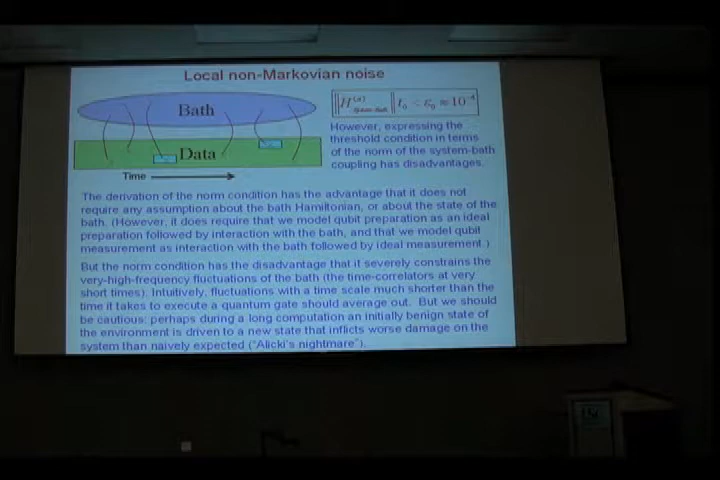 Local non-Markovian noise
Bath
Data
Time
‖H^(a)_System-Bath‖ t₀ < ε₀ ≈ 10⁻⁴
However, expressing the
threshold condition in terms
of the norm of the system-bath
coupling has disadvantages.
The derivation of the norm condition has the advantage that it does not
require any assumption about the bath Hamiltonian, or about the state of the
bath. (However, it does require that we model qubit preparation as an ideal
preparation followed by interaction with the bath, and that we model qubit
measurement as interaction with the bath followed by ideal measurement.)
But the norm condition has the disadvantage that it severely constrains the
very-high-frequency fluctuations of the bath (the time-correlators at very
short times). Intuitively, fluctuations with a time scale much shorter than the
time it takes to execute a quantum gate should average out. But we should
be cautious: perhaps during a long computation an initially benign state of
the environment is driven to a new state that inflicts worse damage on the
system than naively expected ("Alicki's nightmare").